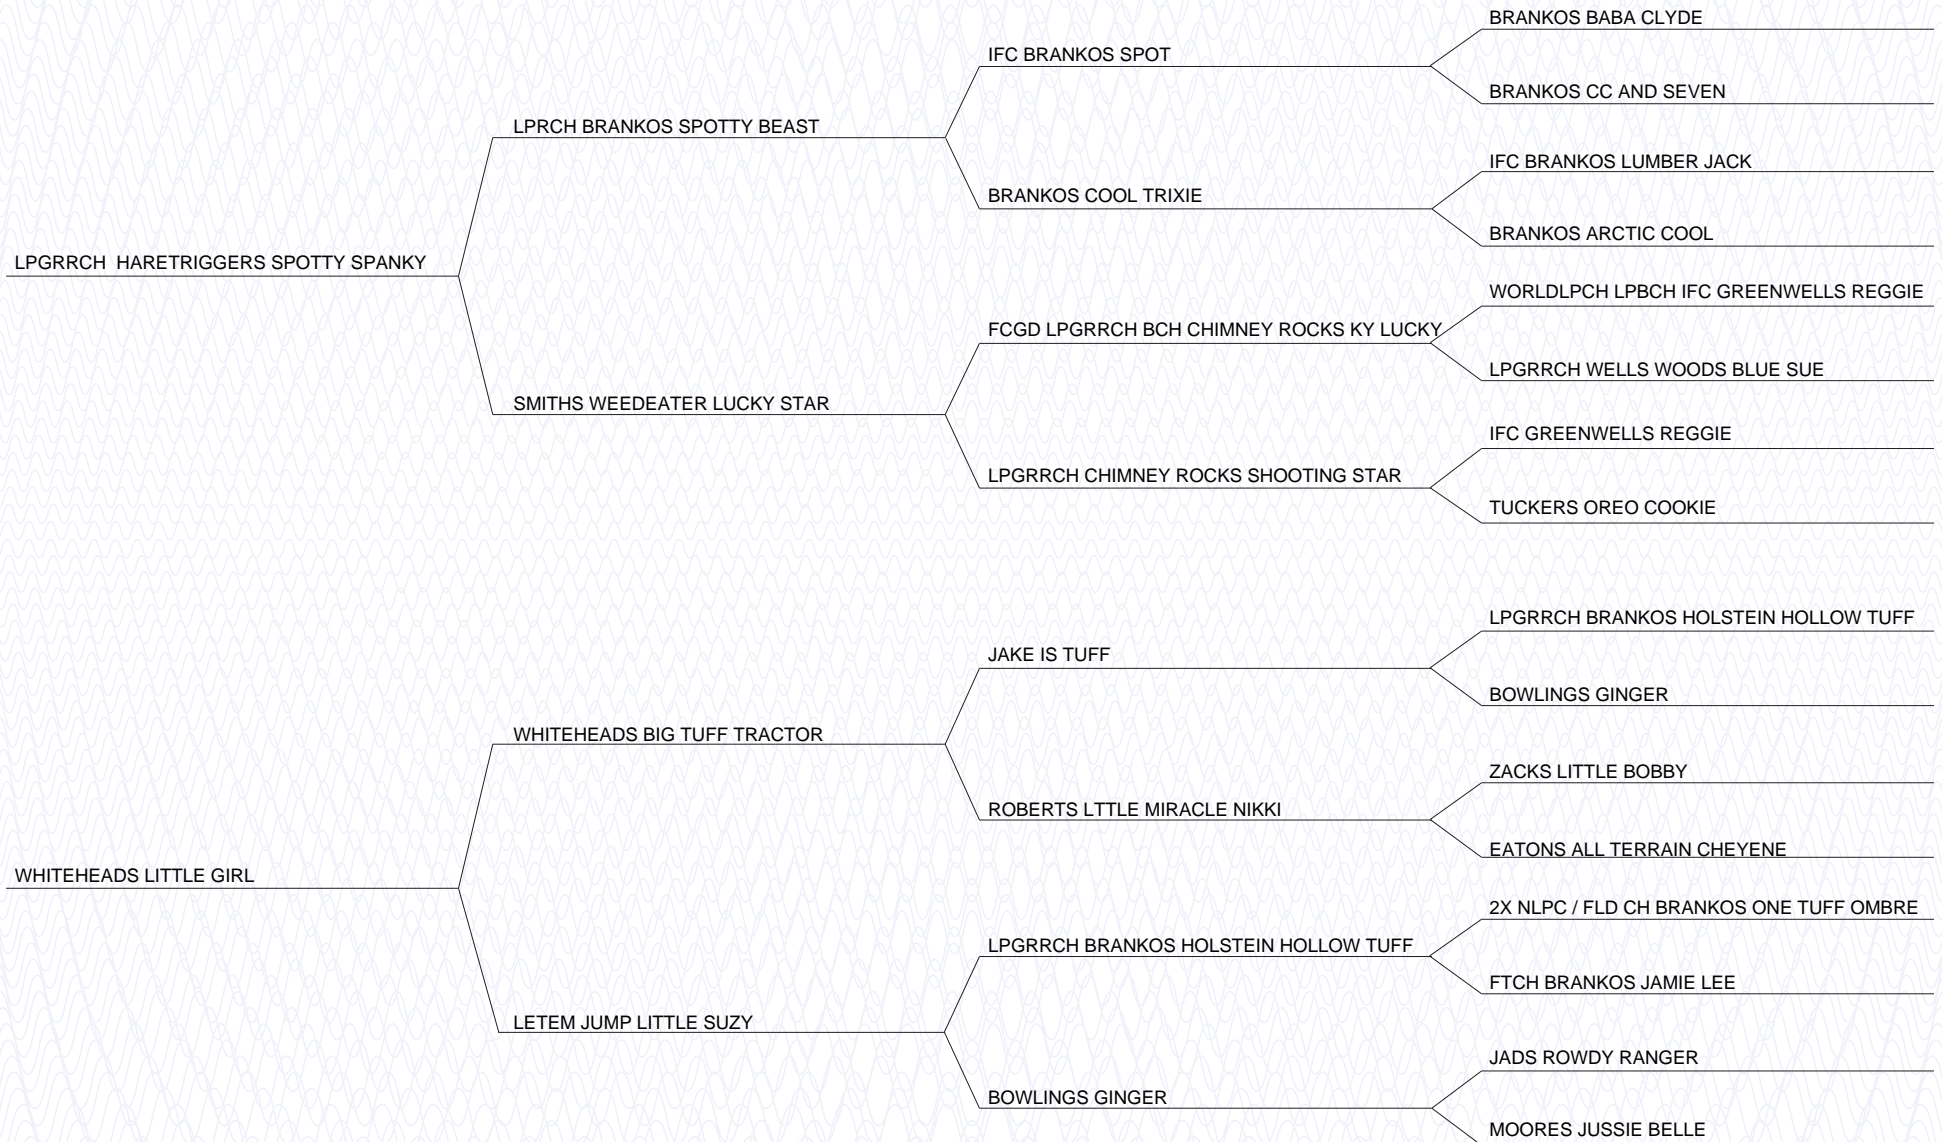 BRANKOS BABA CLYDE
IFC BRANKOS SPOT
BRANKOS CC AND SEVEN
LPRCH BRANKOS SPOTTY BEAST
IFC BRANKOS LUMBER JACK
BRANKOS COOL TRIXIE
BRANKOS ARCTIC COOL
LPGRRCH  HARETRIGGERS SPOTTY SPANKY
WORLDLPCH LPBCH IFC GREENWELLS REGGIE
FCGD LPGRRCH BCH CHIMNEY ROCKS KY LUCKY
LPGRRCH WELLS WOODS BLUE SUE
SMITHS WEEDEATER LUCKY STAR
IFC GREENWELLS REGGIE
LPGRRCH CHIMNEY ROCKS SHOOTING STAR
TUCKERS OREO COOKIE
LPGRRCH BRANKOS HOLSTEIN HOLLOW TUFF
JAKE IS TUFF
BOWLINGS GINGER
WHITEHEADS BIG TUFF TRACTOR
ZACKS LITTLE BOBBY
ROBERTS LTTLE MIRACLE NIKKI
EATONS ALL TERRAIN CHEYENE
WHITEHEADS LITTLE GIRL
2X NLPC / FLD CH BRANKOS ONE TUFF OMBRE
LPGRRCH BRANKOS HOLSTEIN HOLLOW TUFF
FTCH BRANKOS JAMIE LEE
LETEM JUMP LITTLE SUZY
JADS ROWDY RANGER
BOWLINGS GINGER
MOORES JUSSIE BELLE